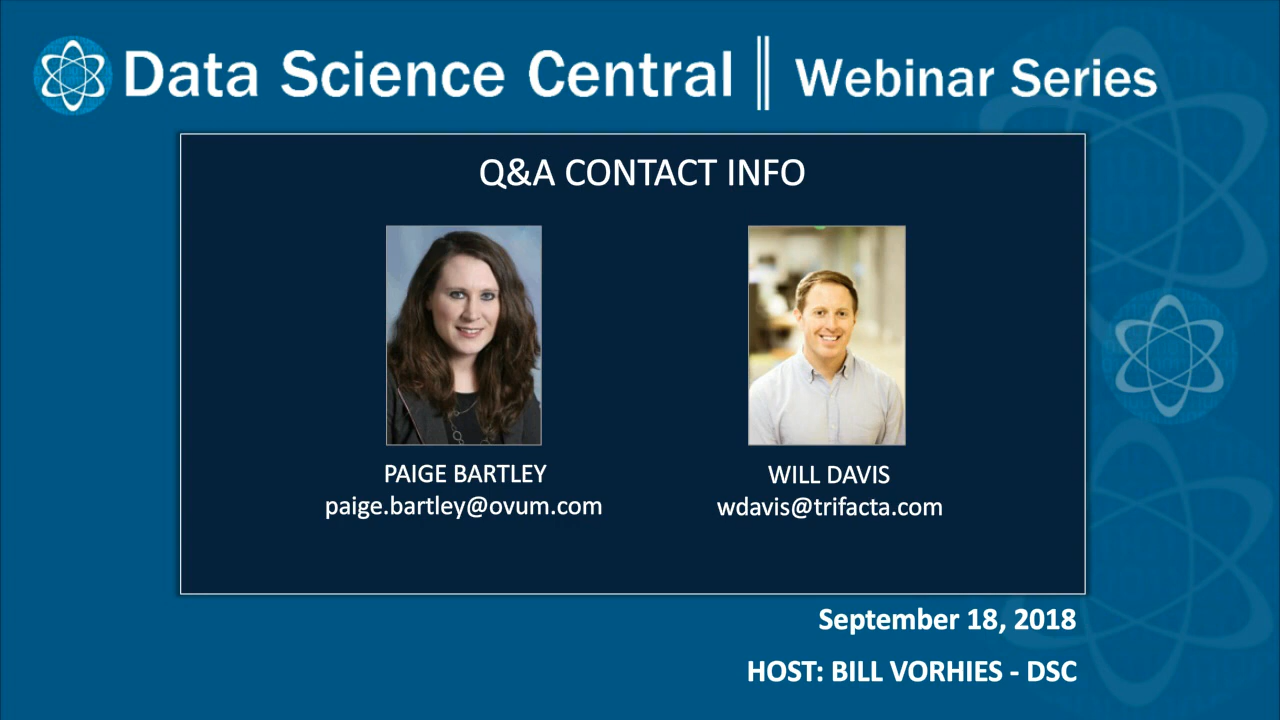 Data Science Central || Webinar Series
Q&A CONTACT INFO
PAIGE BARTLEY
paige.bartley@ovum.com
WILL DAVIS
wdavis@trifacta.com
September 18, 2018
HOST: BILL VORHIES - DSC